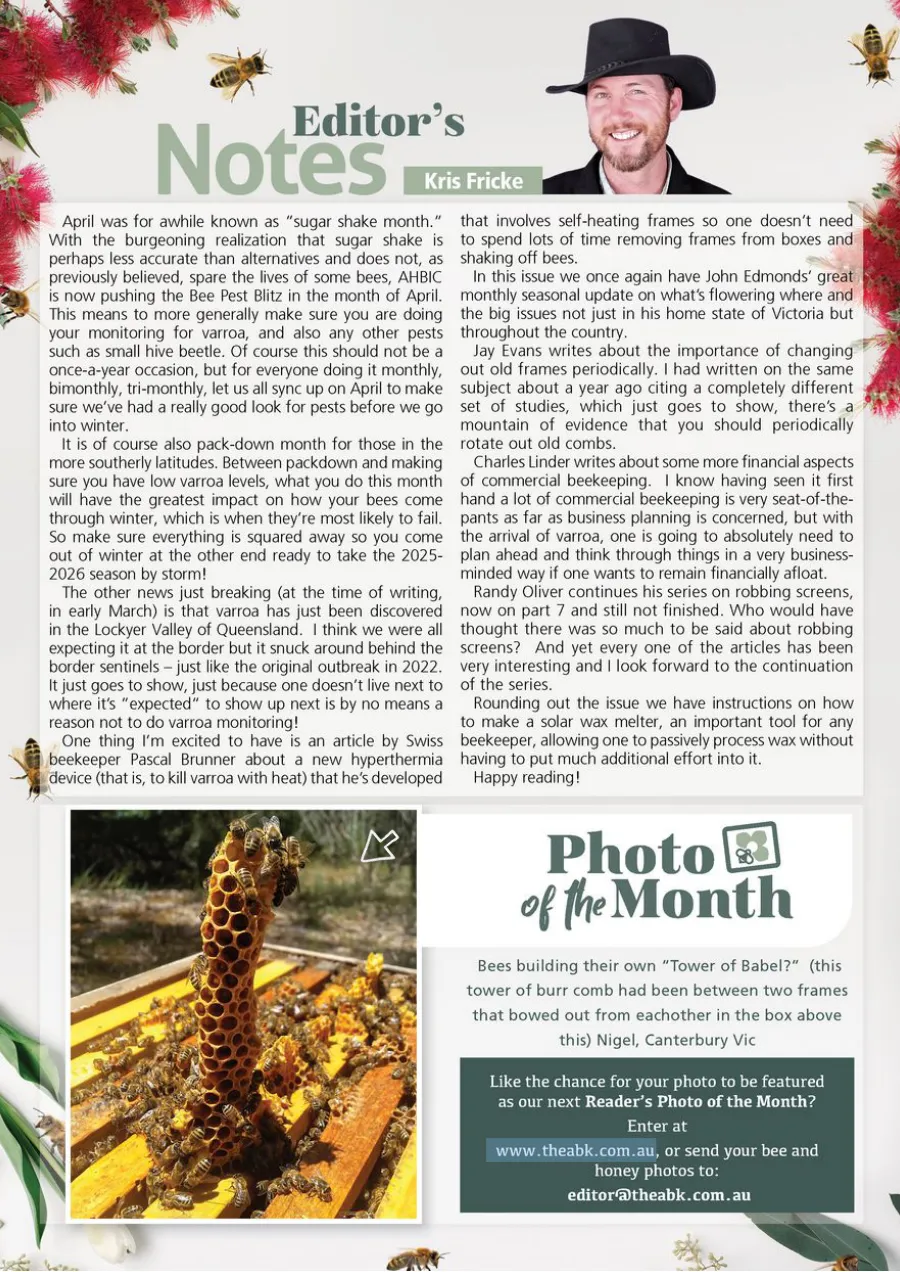 Editor's
Notes
Kris Fricke
April was for awhile known as "sugar shake month."
With the burgeoning realization that sugar shake is
perhaps less accurate than alternatives and does not, as
previously believed, spare the lives of some bees, AHBIC
is now pushing the Bee Pest Blitz in the month of April.
This means to more generally make sure you are doing
your monitoring for varroa, and also any other pests
such as small hive beetle. Of course this should not be a
once-a-year occasion, but for everyone doing it monthly,
bimonthly, tri-monthly, let us all sync up on April to make
sure we've had a really good look for pests before we go
into winter.
It is of course also pack-down month for those in the
more southerly latitudes. Between packdown and making
sure you have low varroa levels, what you do this month
will have the greatest impact on how your bees come
through winter, which is when they're most likely to fail.
So make sure everything is squared away so you come
out of winter at the other end ready to take the 2025-
2026 season by storm!
The other news just breaking (at the time of writing,
in early March) is that varroa has just been discovered
in the Lockyer Valley of Queensland. I think we were all
expecting it at the border but it snuck around behind the
border sentinels – just like the original outbreak in 2022.
It just goes to show, just because one doesn't live next to
where it's "expected" to show up next is by no means a
reason not to do varroa monitoring!
One thing I'm excited to have is an article by Swiss
beekeeper Pascal Brunner about a new hyperthermia
device (that is, to kill varroa with heat) that he's developed
that involves self-heating frames so one doesn't need
to spend lots of time removing frames from boxes and
shaking off bees.
In this issue we once again have John Edmonds' great
monthly seasonal update on what's flowering where and
the big issues not just in his home state of Victoria but
throughout the country.
Jay Evans writes about the importance of changing
out old frames periodically. I had written on the same
subject about a year ago citing a completely different
set of studies, which just goes to show, there's a
mountain of evidence that you should periodically
rotate out old combs.
Charles Linder writes about some more financial aspects
of commercial beekeeping. I know having seen it first
hand a lot of commercial beekeeping is very seat-of-the-
pants as far as business planning is concerned, but with
the arrival of varroa, one is going to absolutely need to
plan ahead and think through things in a very business-
minded way if one wants to remain financially afloat.
Randy Oliver continues his series on robbing screens,
now on part 7 and still not finished. Who would have
thought there was so much to be said about robbing
screens? And yet every one of the articles has been
very interesting and I look forward to the continuation
of the series.
Rounding out the issue we have instructions on how
to make a solar wax melter, an important tool for any
beekeeper, allowing one to passively process wax without
having to put much additional effort into it.
Happy reading!
Photo
of the Month
Bees building their own "Tower of Babel?" (this
tower of burr comb had been between two frames
that bowed out from eachother in the box above
this) Nigel, Canterbury Vic
Like the chance for your photo to be featured
as our next Reader's Photo of the Month?
Enter at
www.theabk.com.au, or send your bee and
honey photos to:
editor@theabk.com.au